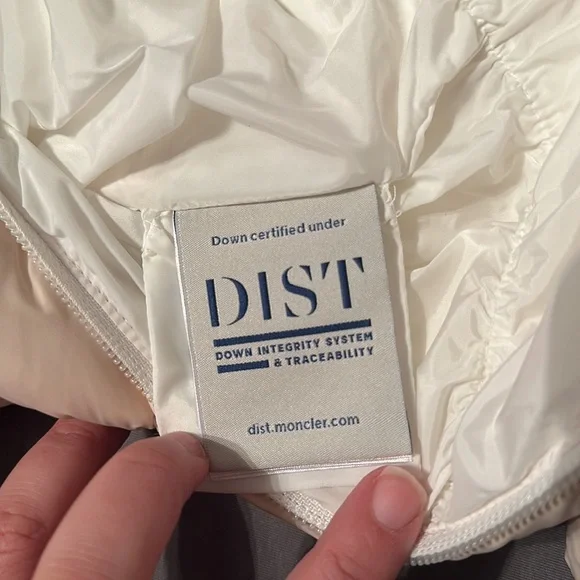 Down certified under
DIST
DOWN INTEGRITY SYSTEM
& TRACEABILITY
dist.moncler.com